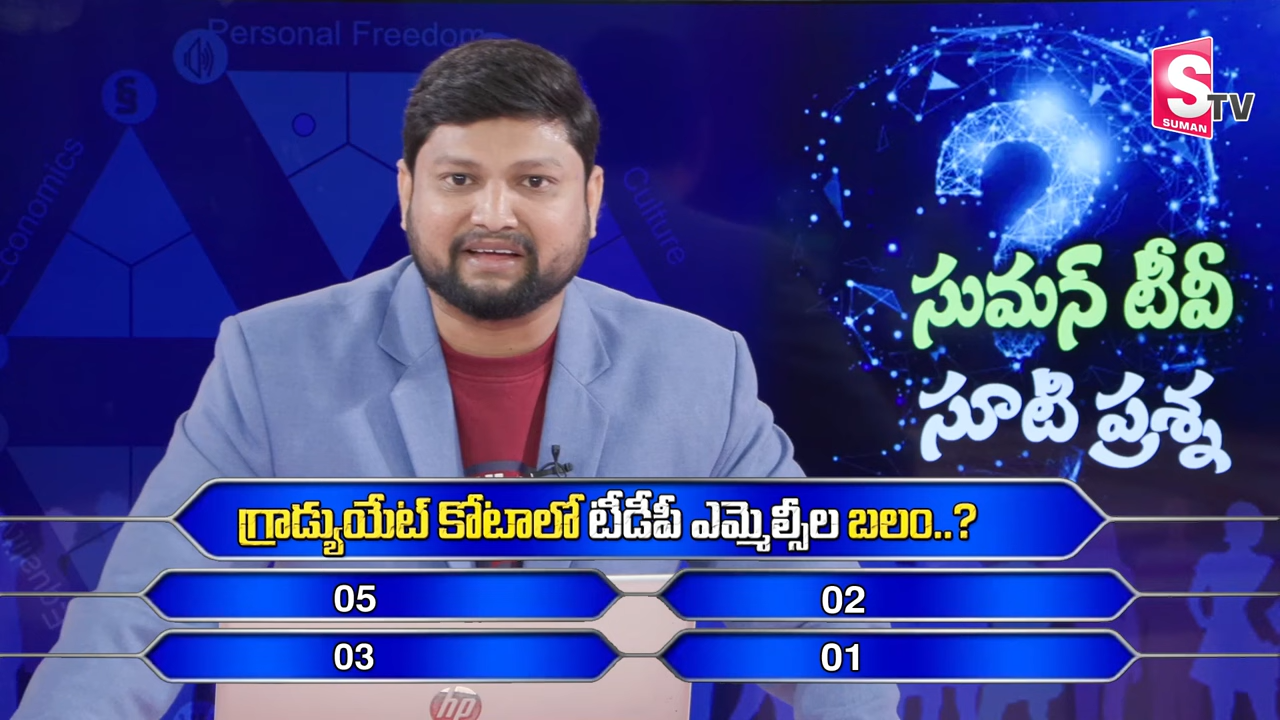 Personal Freedom
Economics
Culture
S TV
SUMAN
సుమన్ టీవీ
సూటి ప్రశ్న
గ్రాడ్యుయేట్ కోటాలో టీడీపీ ఎమ్మెల్సీల బలం..?
05
02
03
01
hp